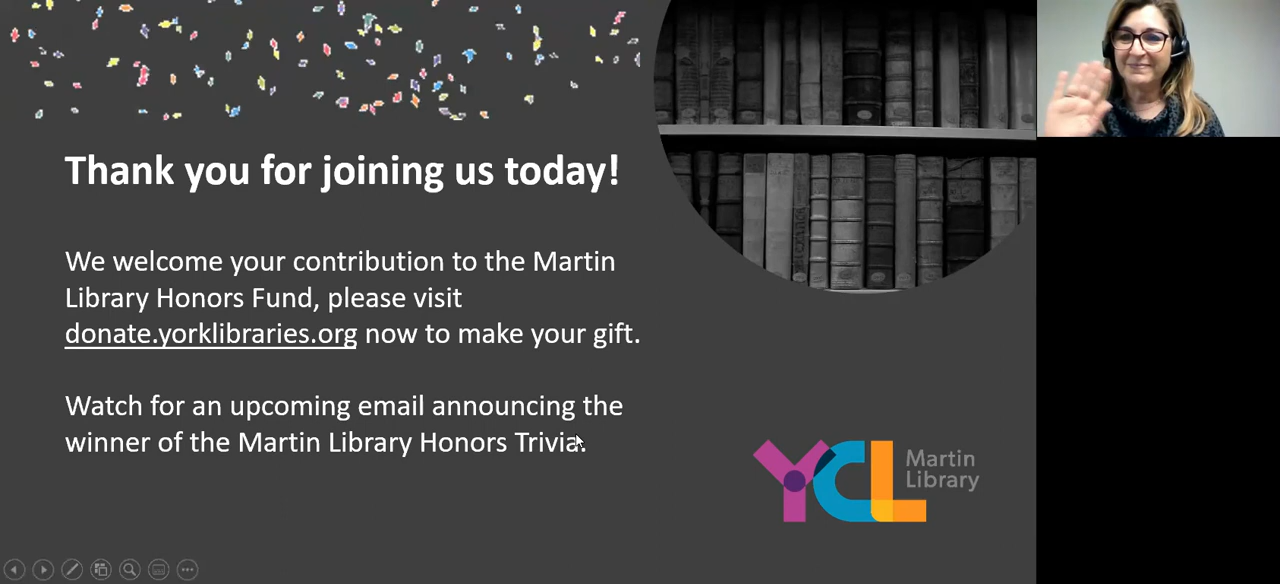 Thank you for joining us today!
We welcome your contribution to the Martin
Library Honors Fund, please visit
donate.yorklibraries.org now to make your gift.
Watch for an upcoming email announcing the
winner of the Martin Library Honors Trivia.
YCL
Martin
Library